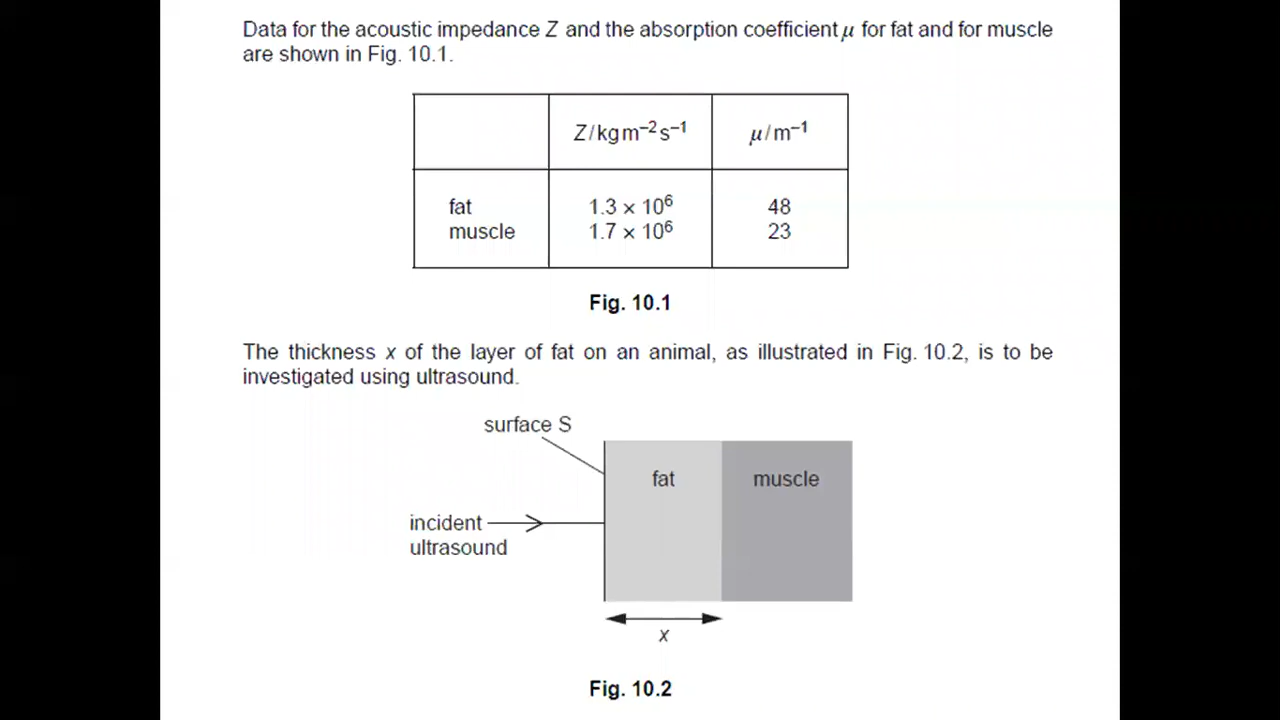 Data for the acoustic impedance Z and the absorption coefficient μ for fat and for muscle
are shown in Fig. 10.1.
Z/kgm⁻²s⁻¹ μ/m⁻¹
fat 1.3 × 10⁶ 48
muscle 1.7 × 10⁶ 23
Fig. 10.1
The thickness x of the layer of fat on an animal, as illustrated in Fig. 10.2, is to be
investigated using ultrasound.
surface S
fat muscle
incident
ultrasound
x
Fig. 10.2